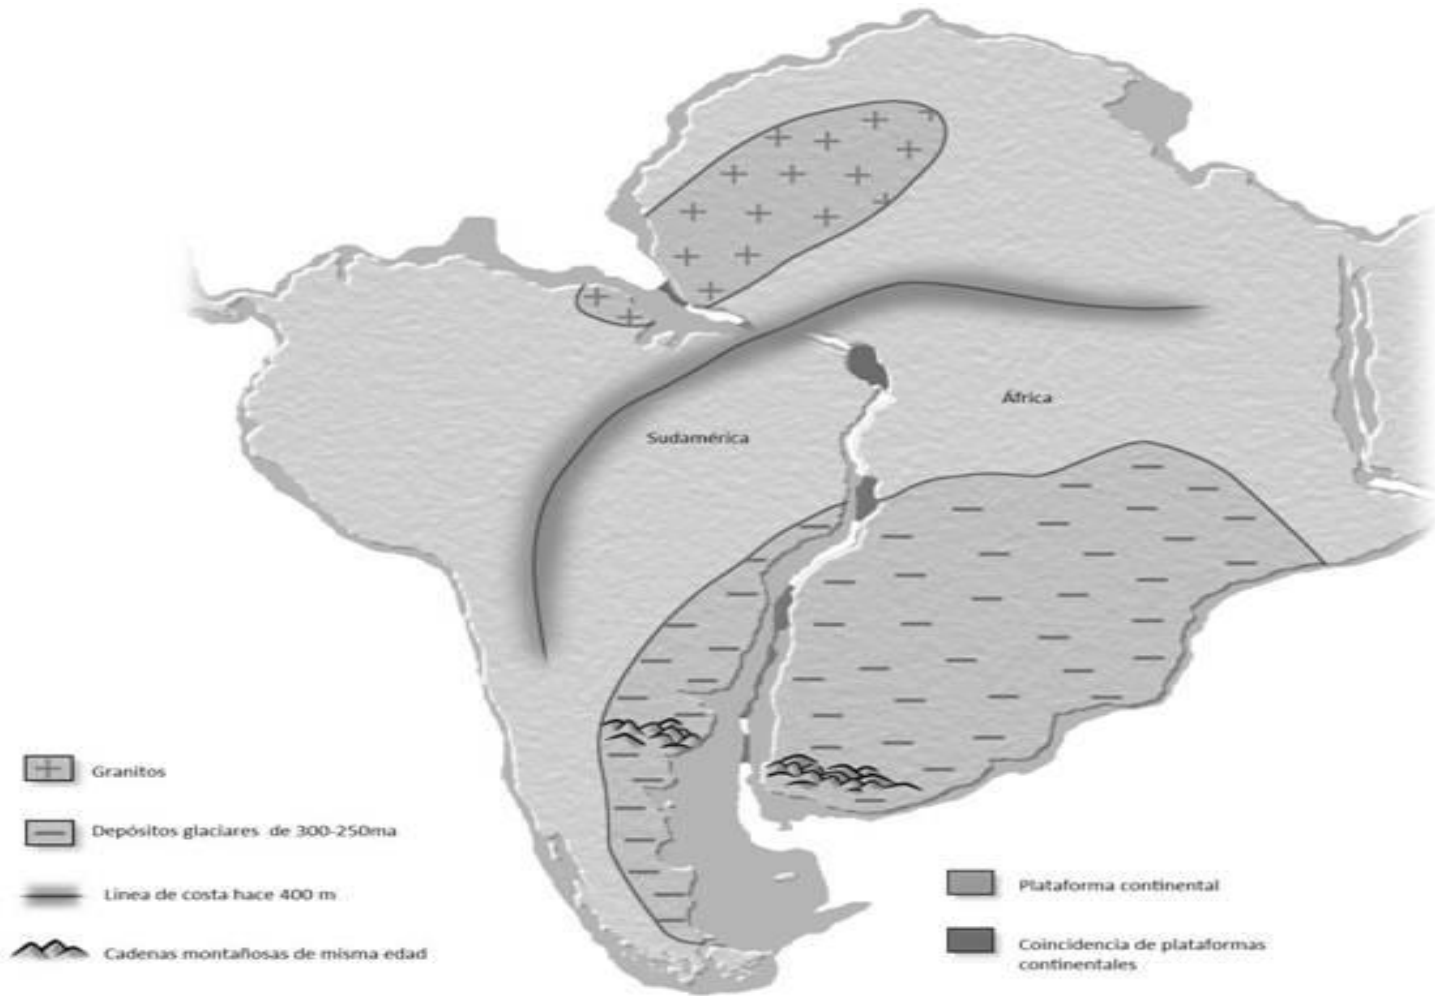 África
Sudamérica
Granitos
Depósitos glaciares de 300-250ma
Linea de costa hace 400 m
Cadenas montañosas de misma edad
Plataforma continental
Coincidencia de plataformas
continentales